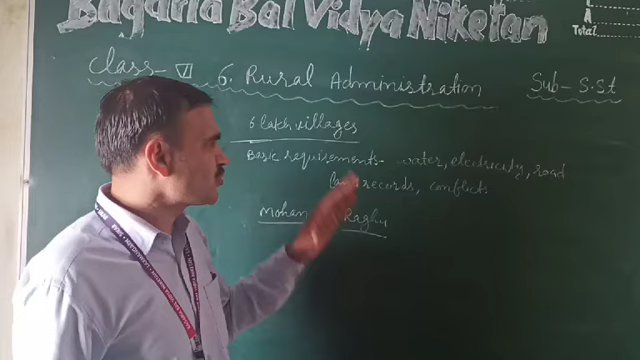 Bagaria Bal Vidya Niketan
A
Total
Class - VI 6. Rural Administration Sub - S.St
6 lakh villages
Basic requirements - water, electricity, road
land records, conflicts
Mohan Raghu